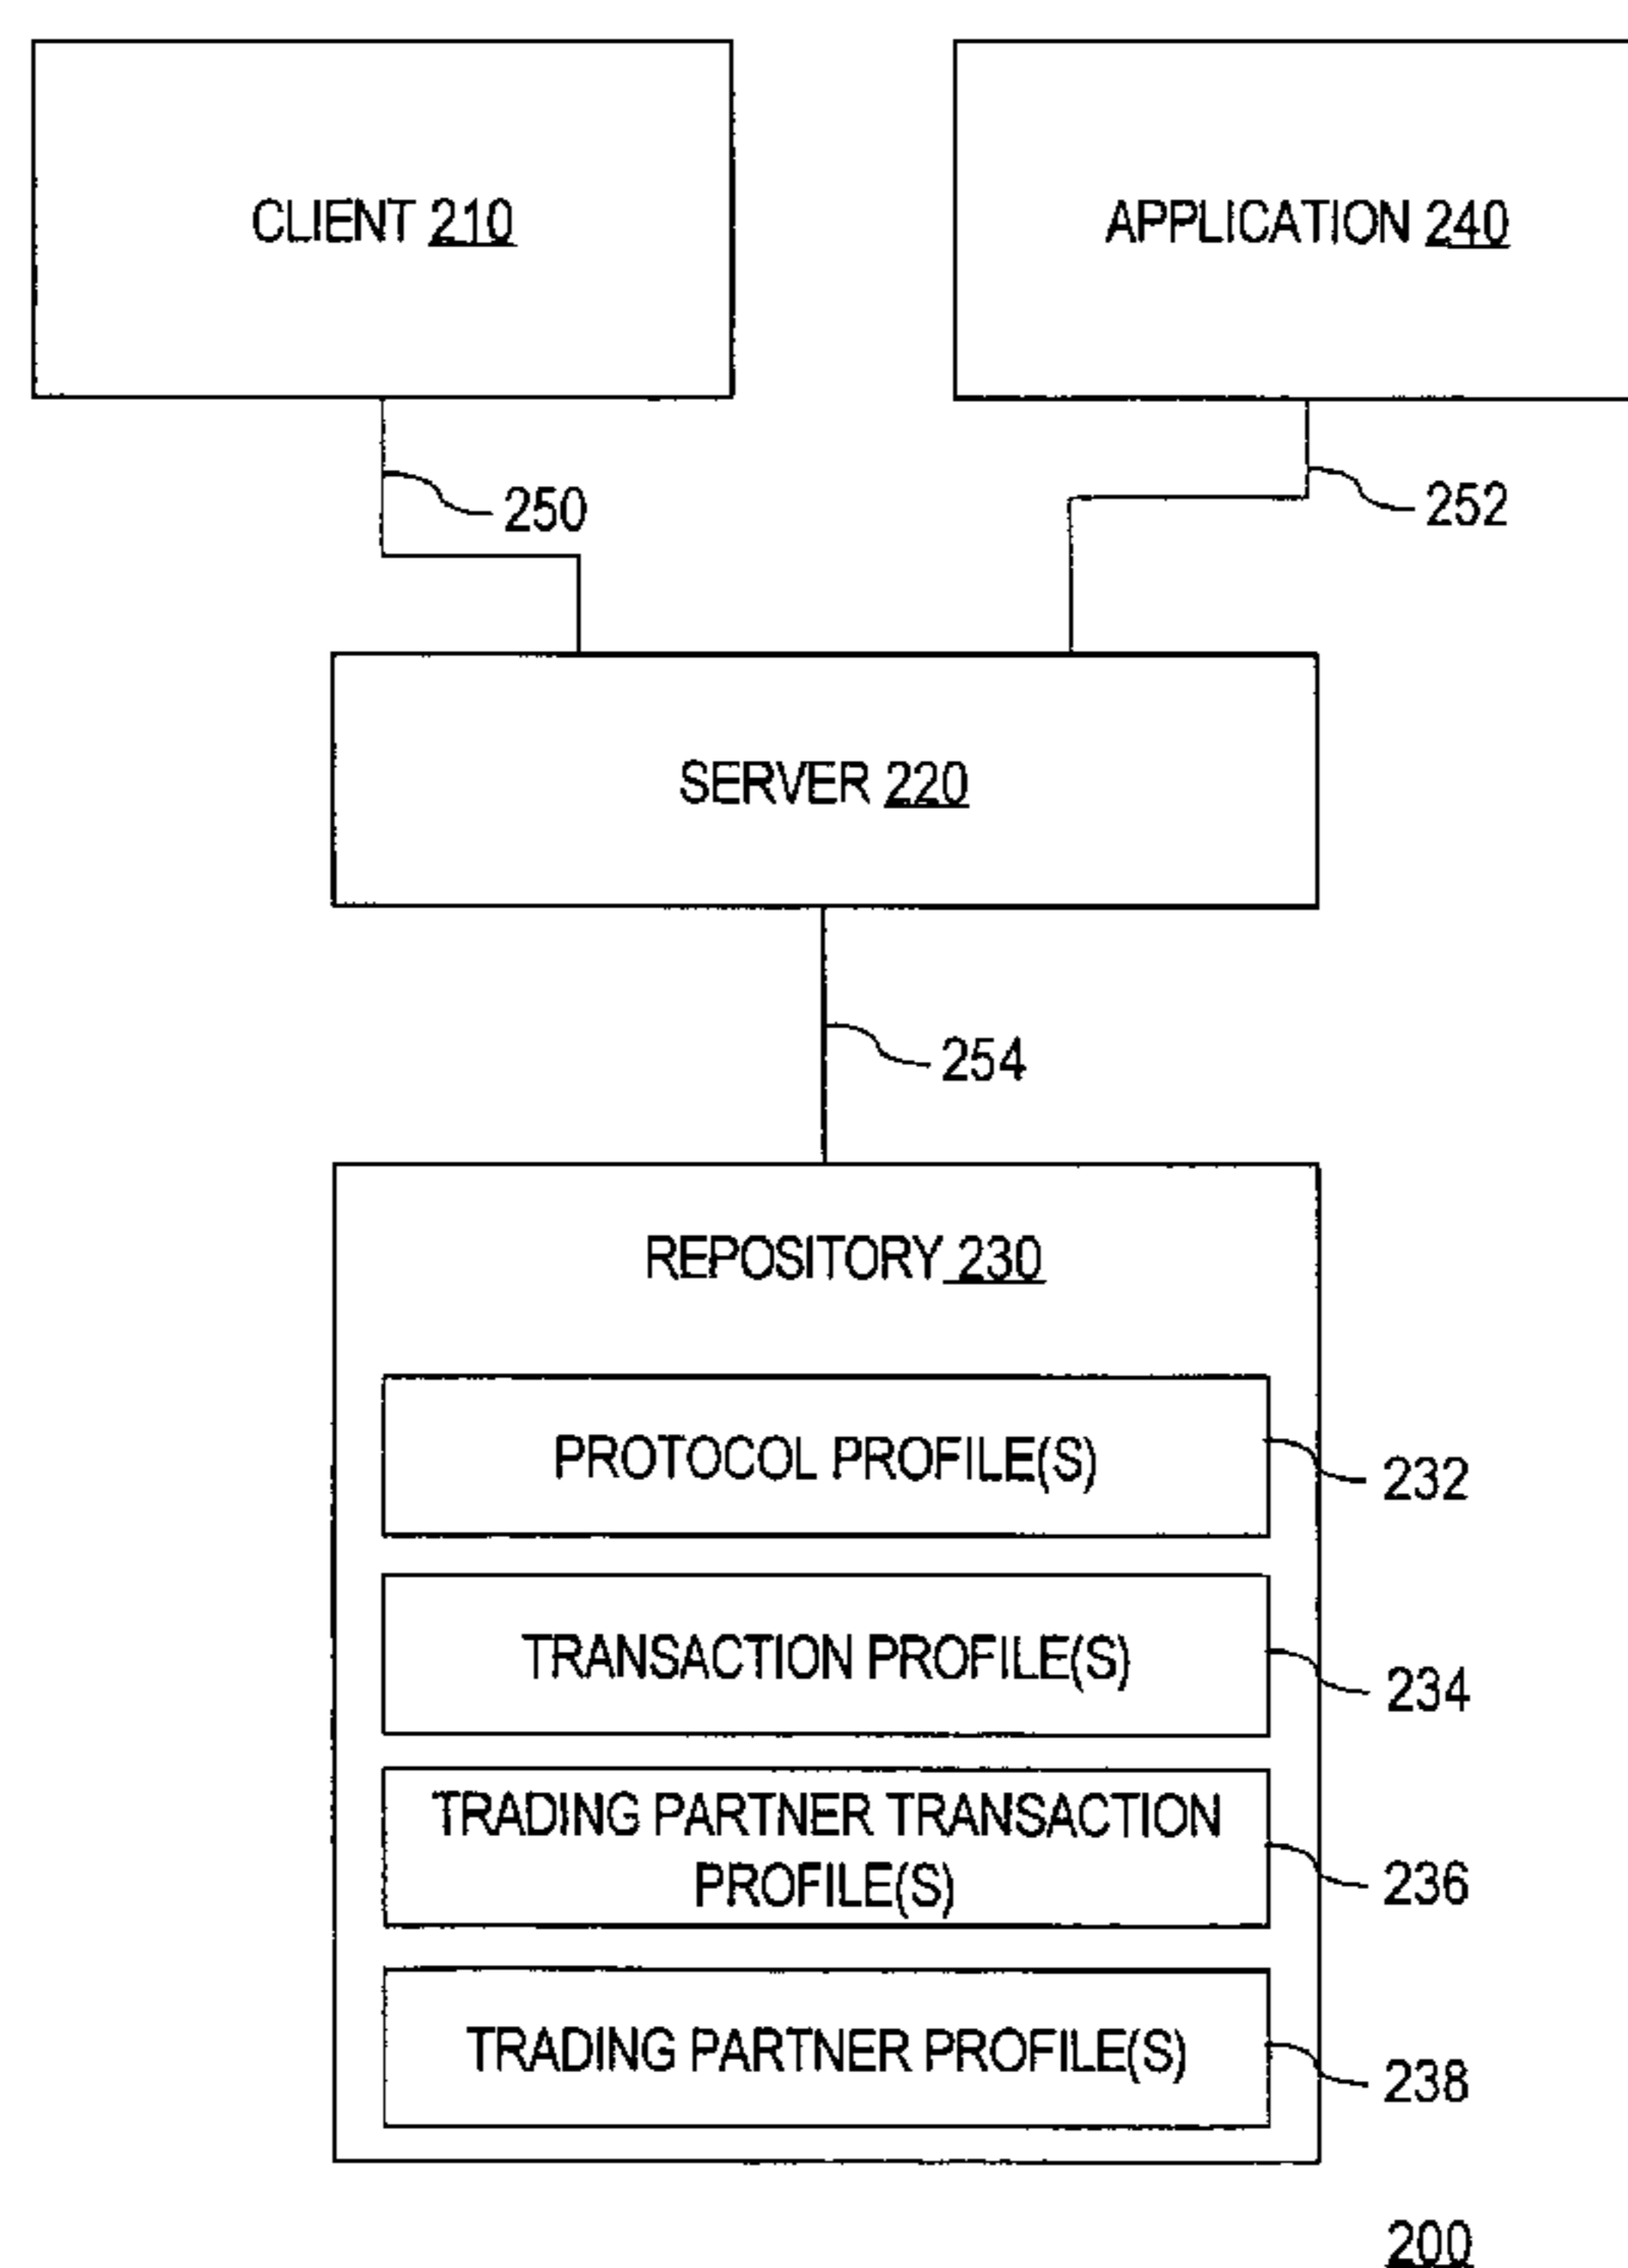 CLIENT 210
APPLICATION 240
250
252
SERVER 220
254
REPOSITORY 230
PROTOCOL PROFILE(S)
232
TRANSACTION PROFILE(S)
234
TRADING PARTNER TRANSACTION
PROFILE(S)
236
TRADING PARTNER PROFILE(S)
238
200